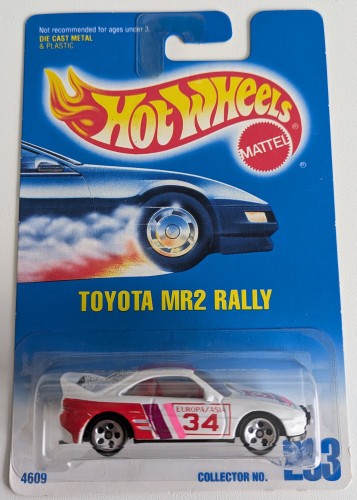 Not recommended for ages under 3.
DIE CAST METAL
& PLASTIC
Hot Wheels
MATTEL
®
®
TOYOTA MR2 RALLY
EUROPA/ASIA
34
4609
COLLECTOR NO. 233